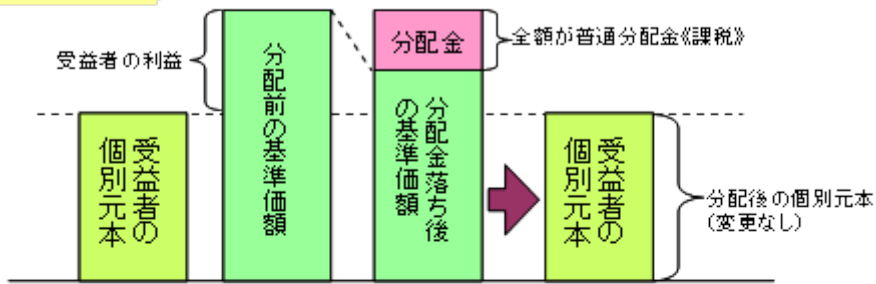 受益者の利益
分配前の基準価額
分配金
全額が普通分配金《課税》
受益者の
個別元本
分配金落ち後
の基準価額
受益者の
個別元本
分配後の個別元本
(変更なし)